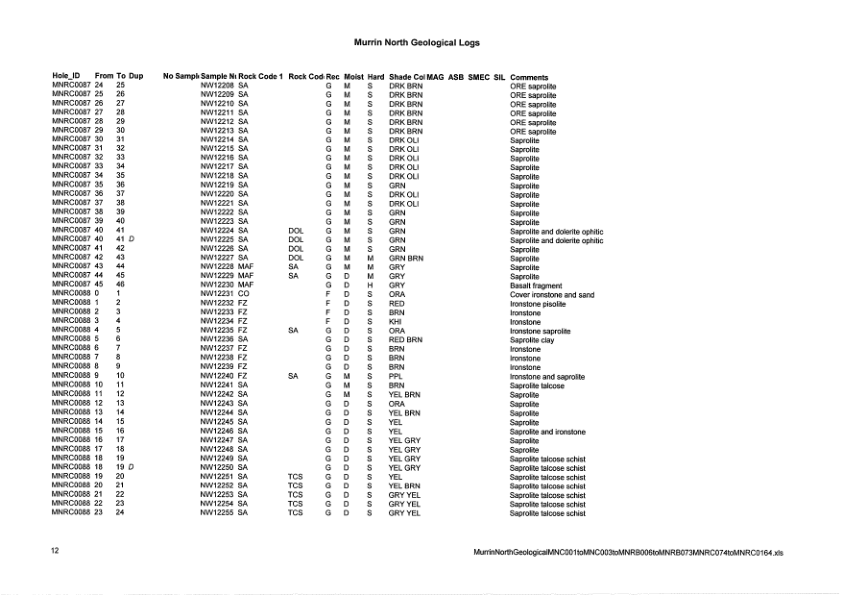 Murrin North Geological Logs
Hole_ID From To Dup No Sampl Sample Nu Rock Code 1 Rock Cod Rec Moist Hard Shade Col MAG ASB SMEC SIL Comments
MNRC0087 24 25 NW12208 SA G M S DRK BRN ORE saprolite
MNRC0087 25 26 NW12209 SA G M S DRK BRN ORE saprolite
MNRC0087 26 27 NW12210 SA G M S DRK BRN ORE saprolite
MNRC0087 27 28 NW12211 SA G M S DRK BRN ORE saprolite
MNRC0087 28 29 NW12212 SA G M S DRK BRN ORE saprolite
MNRC0087 29 30 NW12213 SA G M S DRK BRN ORE saprolite
MNRC0087 30 31 NW12214 SA G M S DRK OLI Saprolite
MNRC0087 31 32 NW12215 SA G M S DRK OLI Saprolite
MNRC0087 32 33 NW12216 SA G M S DRK OLI Saprolite
MNRC0087 33 34 NW12217 SA G M S DRK OLI Saprolite
MNRC0087 34 35 NW12218 SA G M S DRK OLI Saprolite
MNRC0087 35 36 NW12219 SA G M S GRN Saprolite
MNRC0087 36 37 NW12220 SA G M S DRK OLI Saprolite
MNRC0087 37 38 NW12221 SA G M S DRK OLI Saprolite
MNRC0087 38 39 NW12222 SA G M S GRN Saprolite
MNRC0087 39 40 NW12223 SA G M S GRN Saprolite
MNRC0087 40 41 NW12224 SA DOL G M S GRN Saprolite and dolerite ophitic
MNRC0087 40 41 D NW12225 SA DOL G M S GRN Saprolite and dolerite ophitic
MNRC0087 41 42 NW12226 SA DOL G M S GRN Saprolite
MNRC0087 42 43 NW12227 SA DOL G M M GRN BRN Saprolite
MNRC0087 43 44 NW12228 MAF SA G M M GRY Saprolite
MNRC0087 44 45 NW12229 MAF SA G D M GRY Saprolite
MNRC0087 45 46 NW12230 MAF G D H GRY Basalt fragment
MNRC0088 0 1 NW12231 CO F D S ORA Cover ironstone and sand
MNRC0088 1 2 NW12232 FZ F D S RED Ironstone pisolite
MNRC0088 2 3 NW12233 FZ F D S BRN Ironstone
MNRC0088 3 4 NW12234 FZ F D S KHI Ironstone
MNRC0088 4 5 NW12235 FZ SA G D S ORA Ironstone saprolite
MNRC0088 5 6 NW12236 SA G D S RED BRN Saprolite clay
MNRC0088 6 7 NW12237 FZ G D S BRN Ironstone
MNRC0088 7 8 NW12238 FZ G D S BRN Ironstone
MNRC0088 8 9 NW12239 FZ G D S BRN Ironstone
MNRC0088 9 10 NW12240 FZ SA G M S PPL Ironstone and saprolite
MNRC0088 10 11 NW12241 SA G M S BRN Saprolite talcose
MNRC0088 11 12 NW12242 SA G M S YEL BRN Saprolite
MNRC0088 12 13 NW12243 SA G D S ORA Saprolite
MNRC0088 13 14 NW12244 SA G D S YEL BRN Saprolite
MNRC0088 14 15 NW12245 SA G D S YEL Saprolite
MNRC0088 15 16 NW12246 SA G D S YEL Saprolite and ironstone
MNRC0088 16 17 NW12247 SA G D S YEL GRY Saprolite
MNRC0088 17 18 NW12248 SA G D S YEL GRY Saprolite
MNRC0088 18 19 NW12249 SA G D S YEL GRY Saprolite talcose schist
MNRC0088 18 19 D NW12250 SA G D S YEL GRY Saprolite talcose schist
MNRC0088 19 20 NW12251 SA TCS G D S YEL Saprolite talcose schist
MNRC0088 20 21 NW12252 SA TCS G D S YEL BRN Saprolite talcose schist
MNRC0088 21 22 NW12253 SA TCS G D S GRY YEL Saprolite talcose schist
MNRC0088 22 23 NW12254 SA TCS G D S GRY YEL Saprolite talcose schist
MNRC0088 23 24 NW12255 SA TCS G D S GRY YEL Saprolite talcose schist
12 MurrinNorthGeologicalMNC001toMNC003toMNRB006toMNRB073MNRC074toMNRC0164.xls